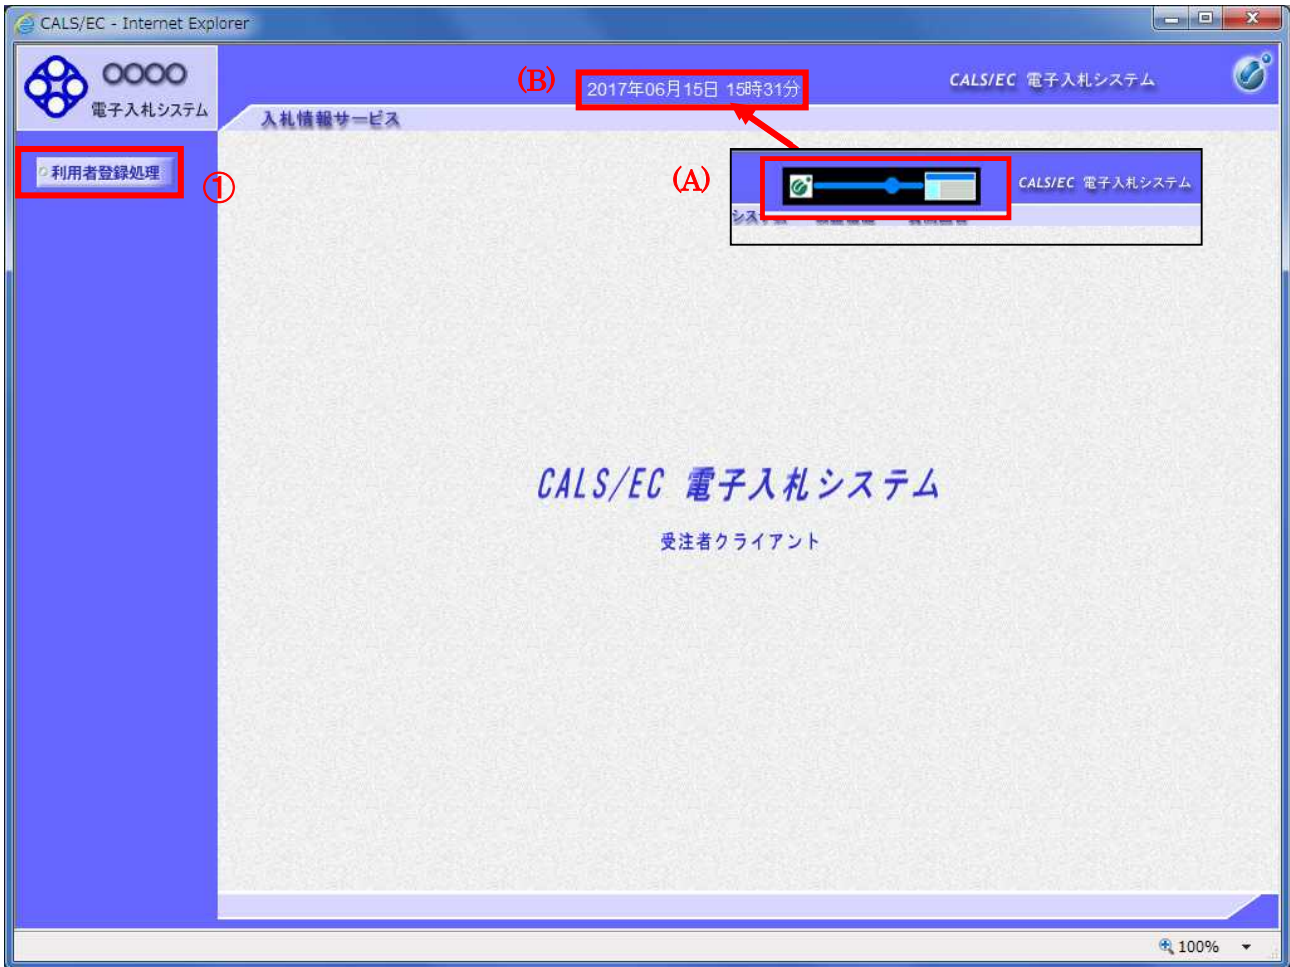 CALS/EC - Internet Explorer
○○○○
電子入札システム
(B)
2017年06月15日 15時31分
CALS/EC 電子入札システム
入札情報サービス
利用者登録処理
①
(A)
CALS/EC 電子入札システム
CALS/EC 電子入札システム
受注者クライアント
100%